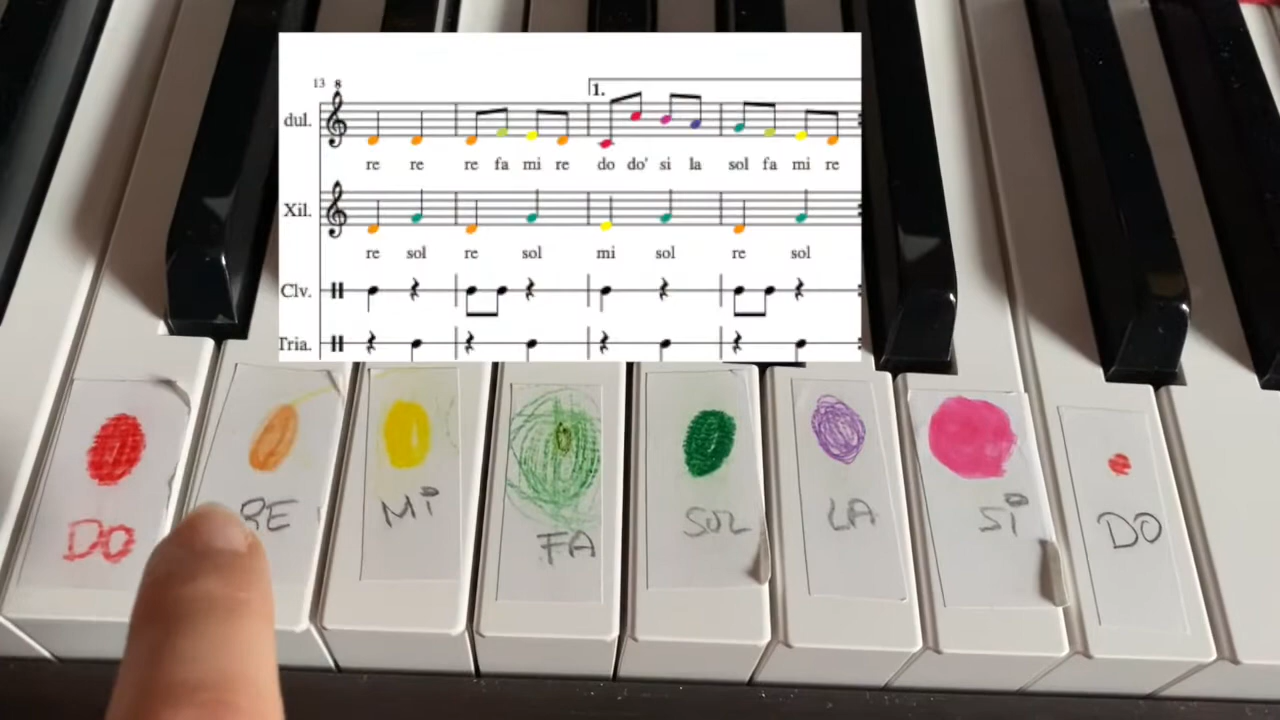 13 8
1.
dul.
re re re fa mi re do do' si la sol fa mi re
Xil.
re sol re sol mi sol re sol
Clv.
Tria.
DO RE Mi FA SOL LA Si DO